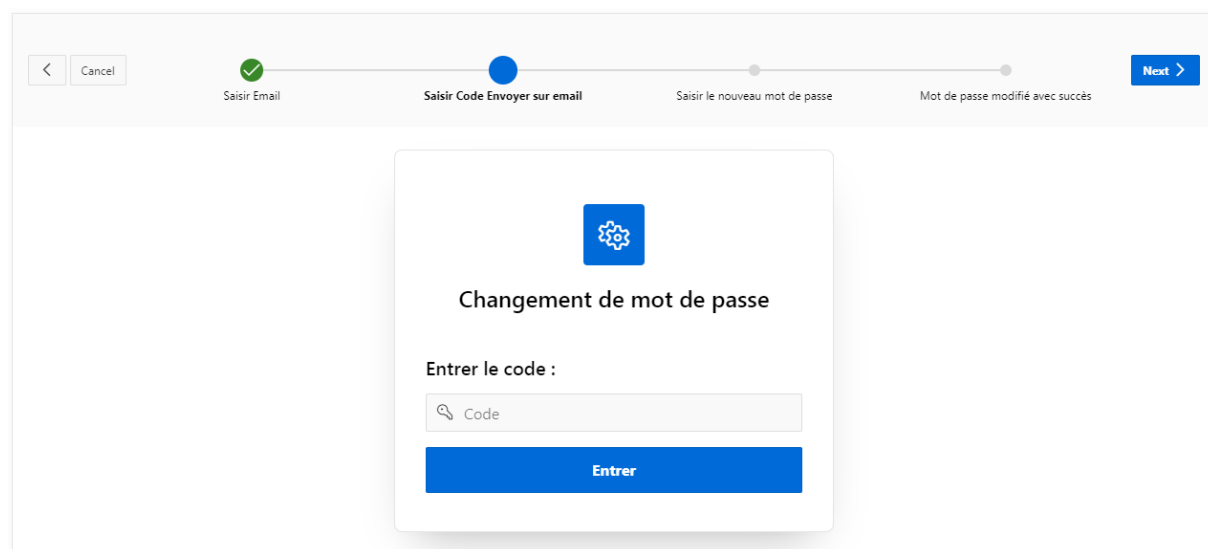 Cancel
Next
Saisir Email
Saisir Code Envoyer sur email
Saisir le nouveau mot de passe
Mot de passe modifié avec succès
Changement de mot de passe
Entrer le code :
Code
Entrer